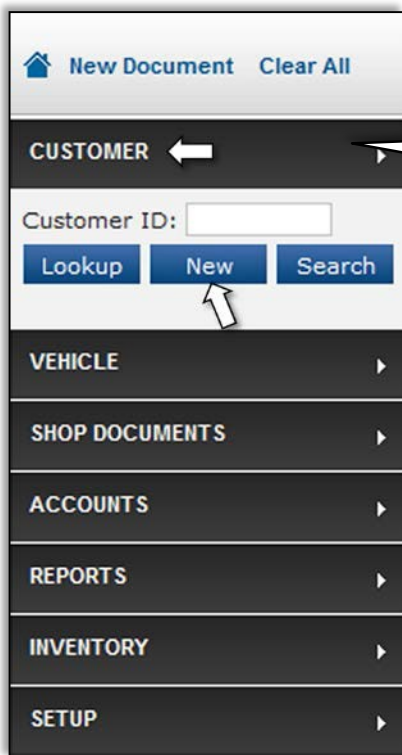 New Document Clear All
CUSTOMER
Customer ID:
Lookup New Search
VEHICLE
SHOP DOCUMENTS
ACCOUNTS
REPORTS
INVENTORY
SETUP